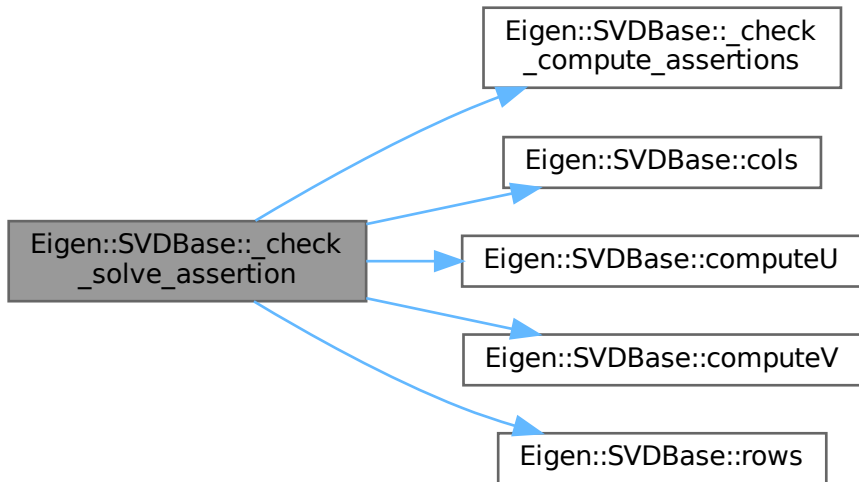 Eigen::SVDBase::_check
_solve_assertion
Eigen::SVDBase::_check
_compute_assertions
Eigen::SVDBase::cols
Eigen::SVDBase::computeU
Eigen::SVDBase::computeV
Eigen::SVDBase::rows